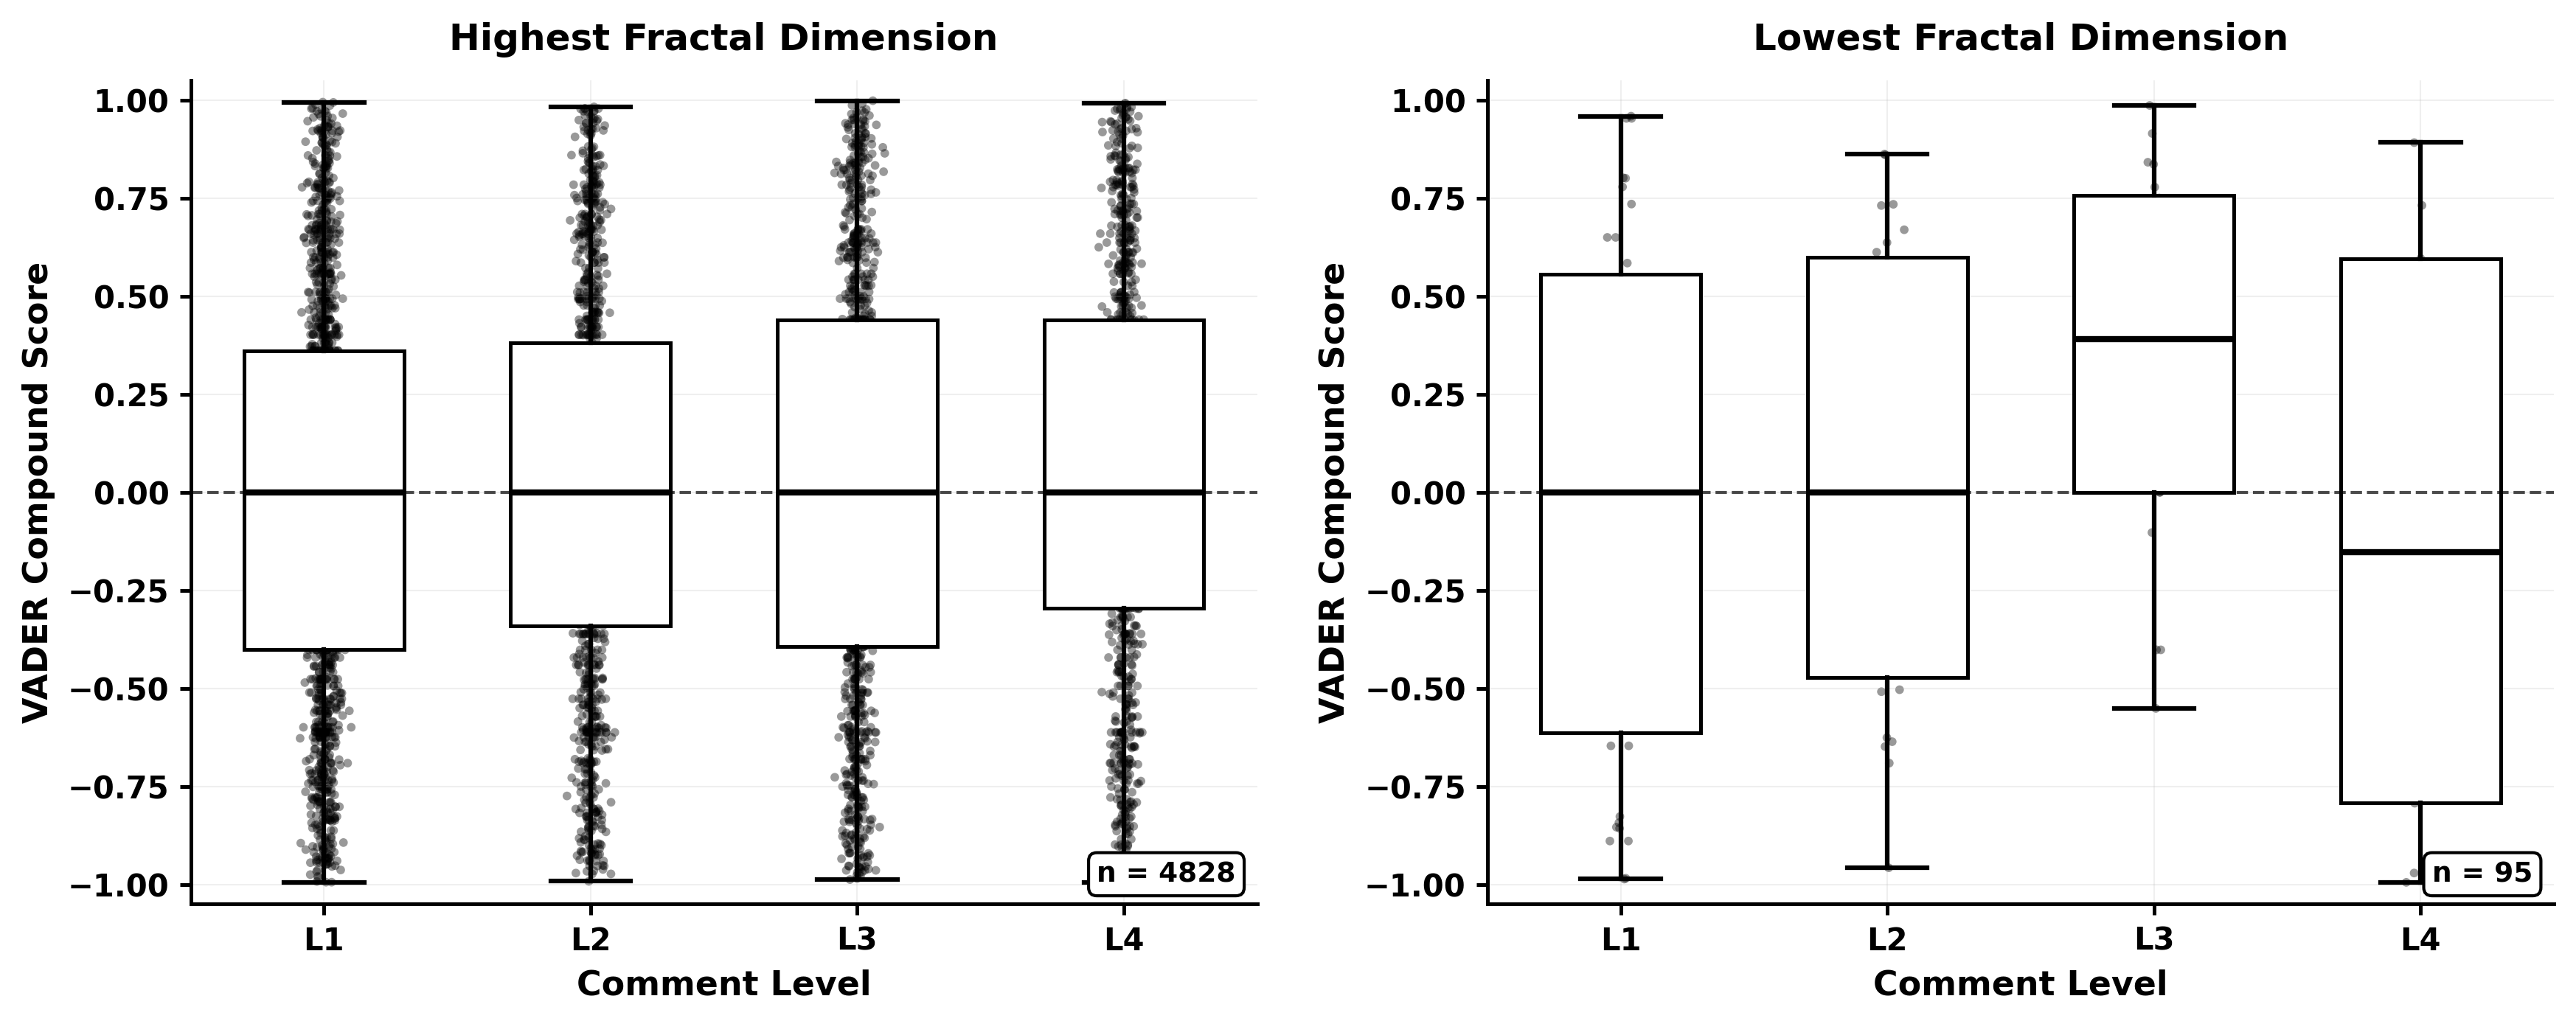 Highest Fractal Dimension
VADER Compound Score
1.00
0.75
0.50
0.25
0.00
−0.25
−0.50
−0.75
−1.00
n = 4828
L1 L2 L3 L4
Comment Level
Lowest Fractal Dimension
VADER Compound Score
1.00
0.75
0.50
0.25
0.00
−0.25
−0.50
−0.75
−1.00
n = 95
L1 L2 L3 L4
Comment Level